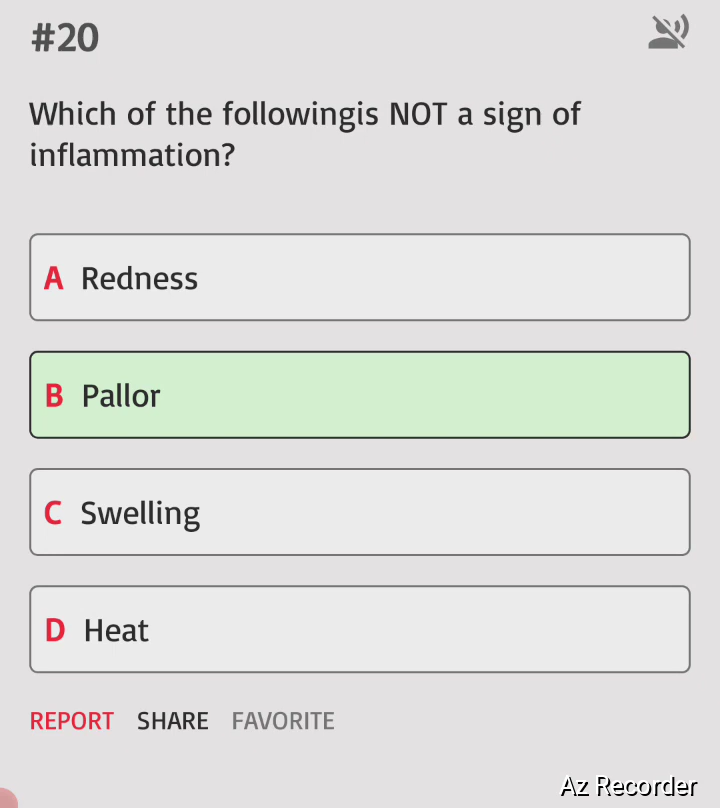 #20
Which of the followingis NOT a sign of
inflammation?
A Redness
B Pallor
C Swelling
D Heat
REPORT SHARE FAVORITE
Az Recorder